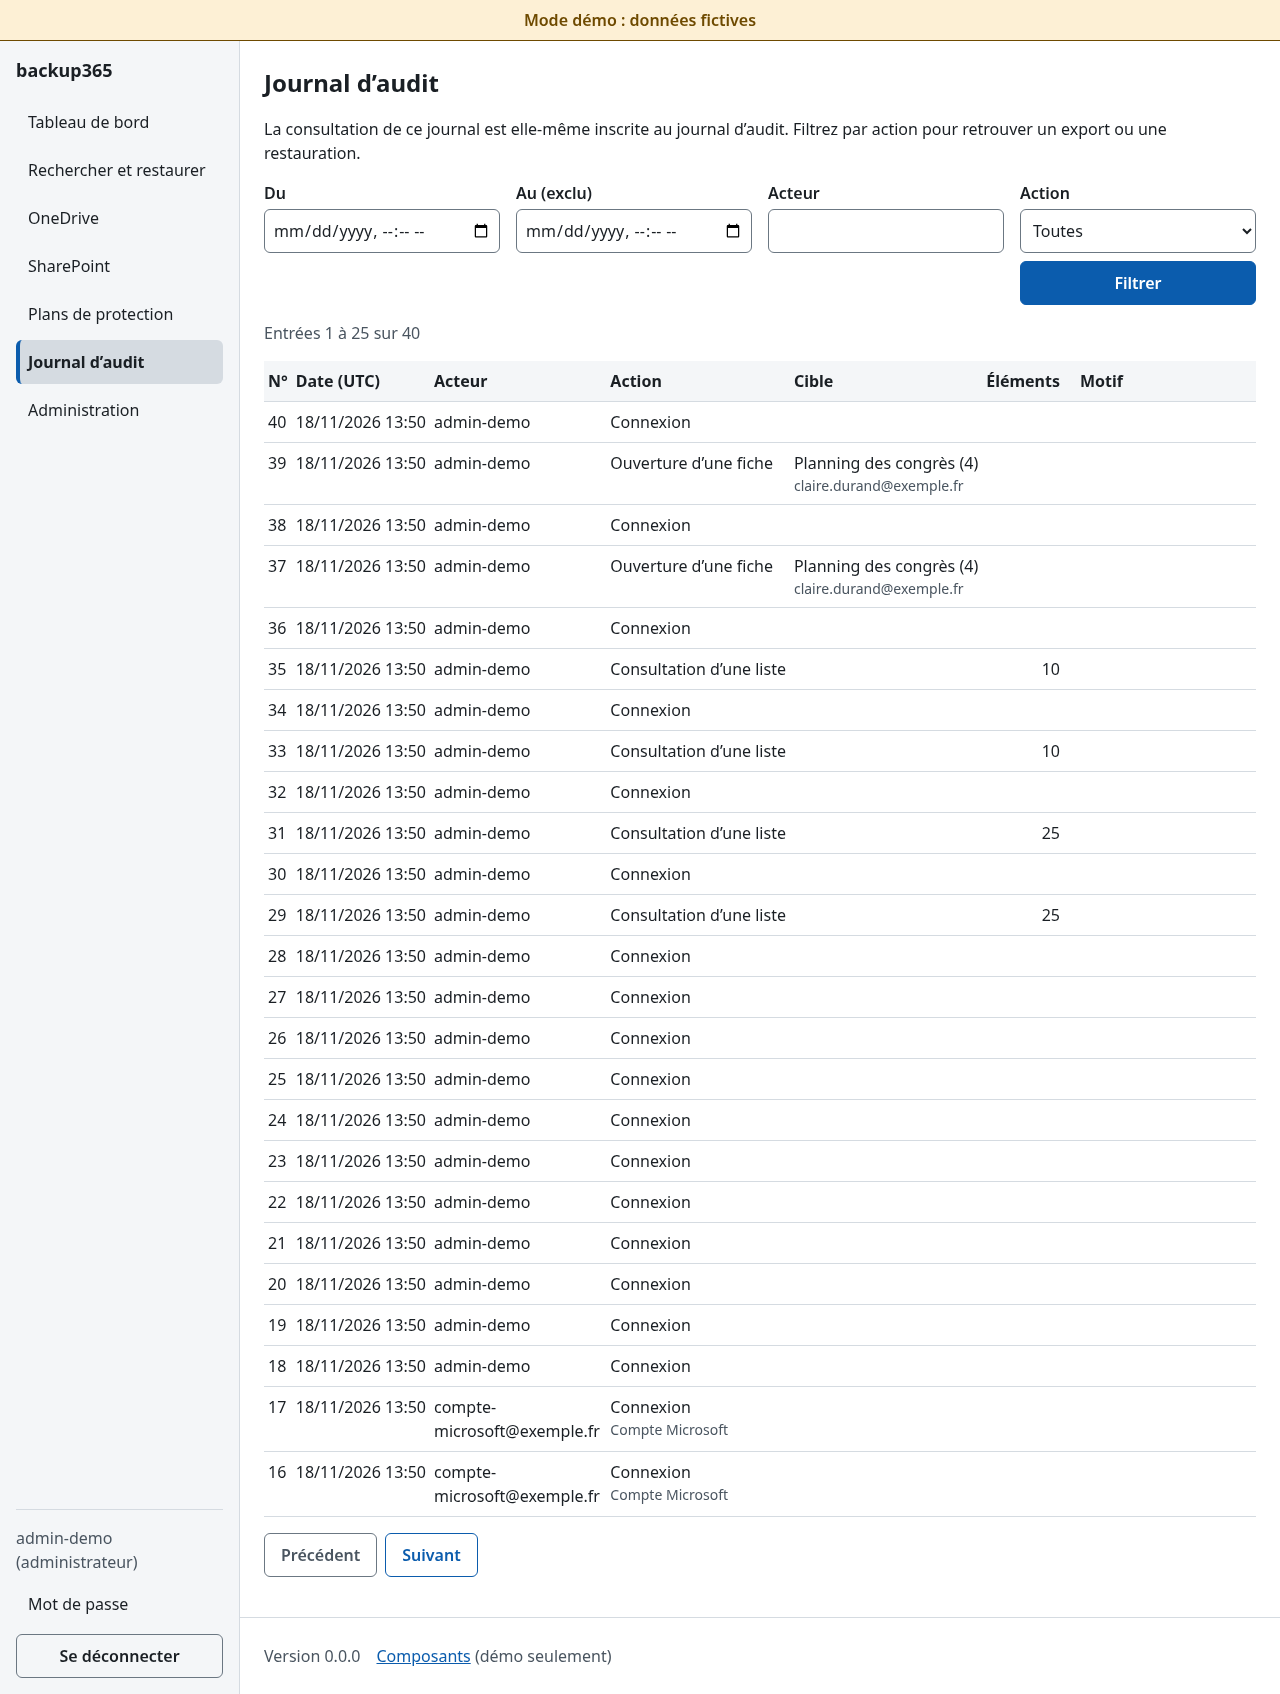 Mode démo : données fictives
backup365
Tableau de bord
Rechercher et restaurer
OneDrive
SharePoint
Plans de protection
Journal d’audit
Administration
admin-demo
(administrateur)
Mot de passe
Se déconnecter
Journal d’audit
La consultation de ce journal est elle-même inscrite au journal d’audit. Filtrez par action pour retrouver un export ou une
restauration.
Du Au (exclu) Acteur Action
mm/dd/yyyy, --:-- -- mm/dd/yyyy, --:-- -- Toutes
Filtrer
Entrées 1 à 25 sur 40
N° Date (UTC) Acteur Action Cible Éléments Motif
40 18/11/2026 13:50 admin-demo Connexion
39 18/11/2026 13:50 admin-demo Ouverture d’une fiche Planning des congrès (4)
claire.durand@exemple.fr
38 18/11/2026 13:50 admin-demo Connexion
37 18/11/2026 13:50 admin-demo Ouverture d’une fiche Planning des congrès (4)
claire.durand@exemple.fr
36 18/11/2026 13:50 admin-demo Connexion
35 18/11/2026 13:50 admin-demo Consultation d’une liste 10
34 18/11/2026 13:50 admin-demo Connexion
33 18/11/2026 13:50 admin-demo Consultation d’une liste 10
32 18/11/2026 13:50 admin-demo Connexion
31 18/11/2026 13:50 admin-demo Consultation d’une liste 25
30 18/11/2026 13:50 admin-demo Connexion
29 18/11/2026 13:50 admin-demo Consultation d’une liste 25
28 18/11/2026 13:50 admin-demo Connexion
27 18/11/2026 13:50 admin-demo Connexion
26 18/11/2026 13:50 admin-demo Connexion
25 18/11/2026 13:50 admin-demo Connexion
24 18/11/2026 13:50 admin-demo Connexion
23 18/11/2026 13:50 admin-demo Connexion
22 18/11/2026 13:50 admin-demo Connexion
21 18/11/2026 13:50 admin-demo Connexion
20 18/11/2026 13:50 admin-demo Connexion
19 18/11/2026 13:50 admin-demo Connexion
18 18/11/2026 13:50 admin-demo Connexion
17 18/11/2026 13:50 compte- Connexion
microsoft@exemple.fr Compte Microsoft
16 18/11/2026 13:50 compte- Connexion
microsoft@exemple.fr Compte Microsoft
Précédent Suivant
Version 0.0.0 Composants (démo seulement)